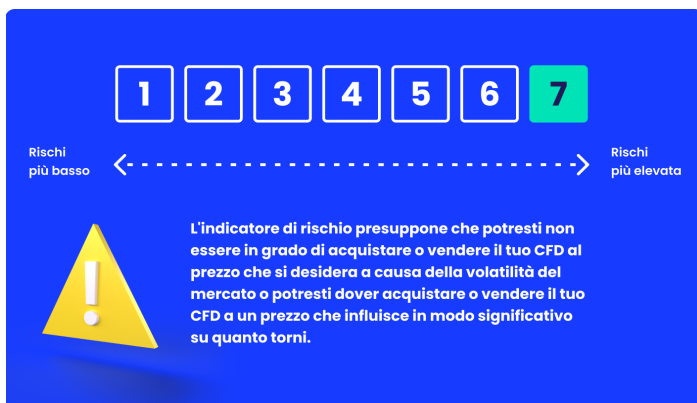 1 2 3 4 5 6 7
Rischi
più basso
Rischi
più elevata
L'indicatore di rischio presuppone che potresti non
essere in grado di acquistare o vendere il tuo CFD al
prezzo che si desidera a causa della volatilità del
mercato o potresti dover acquistare o vendere il tuo
CFD a un prezzo che influisce in modo significativo
su quanto torni.